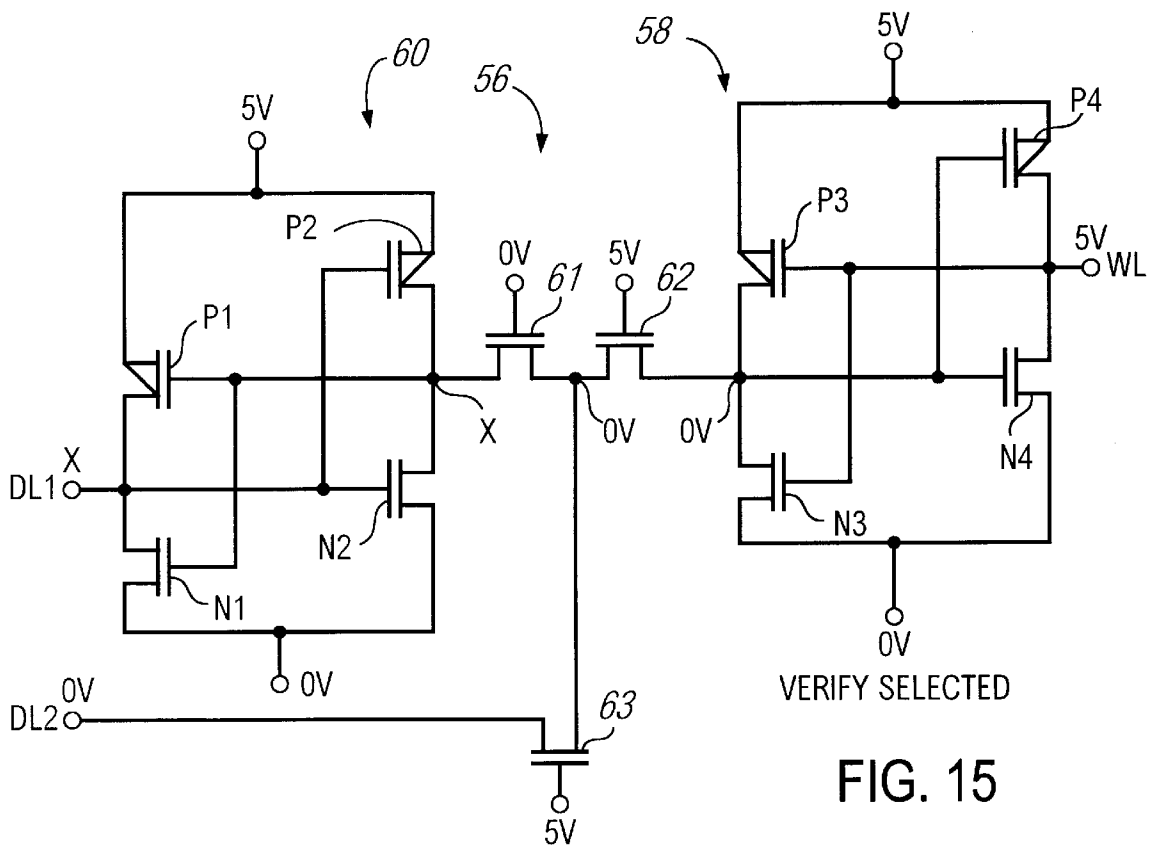 5V
58
60
56
P4
5V
P3
P2
0V
5V
61
62
5V
WL
P1
X
0V
0V
N4
X
DL1
N2
N3
N1
0V
0V
0V
VERIFY SELECTED
DL2
63
5V
FIG. 15